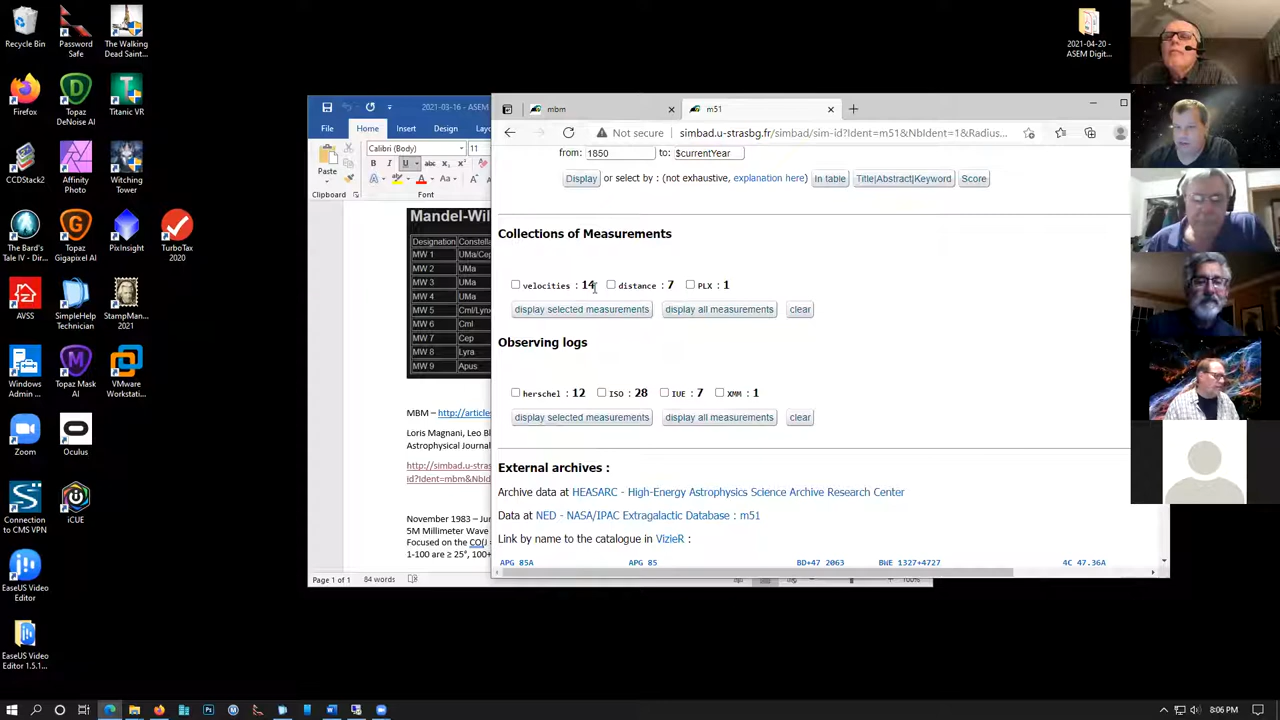 Recycle Bin
Password
Safe
The Walking
Dead Saint...
Firefox
Topaz
DeNoise AI
Titanic VR
CCDStack2
Affinity
Photo
Witching
Tower
The Bard's
Tale IV - Dir...
Topaz
Gigapixel AI
PixInsight
TurboTax
2020
AVSS
SimpleHelp
Technician
StampMan...
2021
Windows
Admin ...
Topaz Mask
AI
VMware
Workstati...
Zoom
Oculus
Connection
to CMS VPN
iCUE
EaseUS
Video Editor
EaseUS Video
Editor 1.5.1...
2021-04-20 -
ASEM Digit...
2021-03-16 - ASEM
File Home Insert Design
Calibri (Body) 11
Paste
Clipboard
Font
Mandel-Wil
Designation Constella
MW 1 UMa/Cep
MW 2 UMa
MW 3 UMa
MW 4 UMa
MW 5 Cml/Lynx
MW 6 Cml
MW 7 Cep
MW 8 Lyra
MW 9 Apus
MBM – http://article
Loris Magnani, Leo Bl
Astrophysical Journal
http://simbad.u-stras
id?Ident=mbm&NbId
November 1983 – Jun
5M Millimeter Wave
Focused on the CO(J =
1-100 are ≥ 25°, 100+
Page 1 of 1 84 words
100%
mbm
m51
Not secure simbad.u-strasbg.fr/simbad/sim-id?Ident=m51&NbIdent=1&Radius...
from: 1850 to: $currentYear
Display or select by : (not exhaustive, explanation here) In table Title|Abstract|Keyword Score
Collections of Measurements
velocities : 14 distance : 7 PLX : 1
display selected measurements display all measurements clear
Observing logs
herschel : 12 ISO : 28 IUE : 7 XMM : 1
display selected measurements display all measurements clear
External archives :
Archive data at HEASARC - High-Energy Astrophysics Science Archive Research Center
Data at NED - NASA/IPAC Extragalactic Database : m51
Link by name to the catalogue in VizieR :
APG 85A APG 85 BD+47 2063 BWE 1327+4727 4C 47.36A
8:06 PM